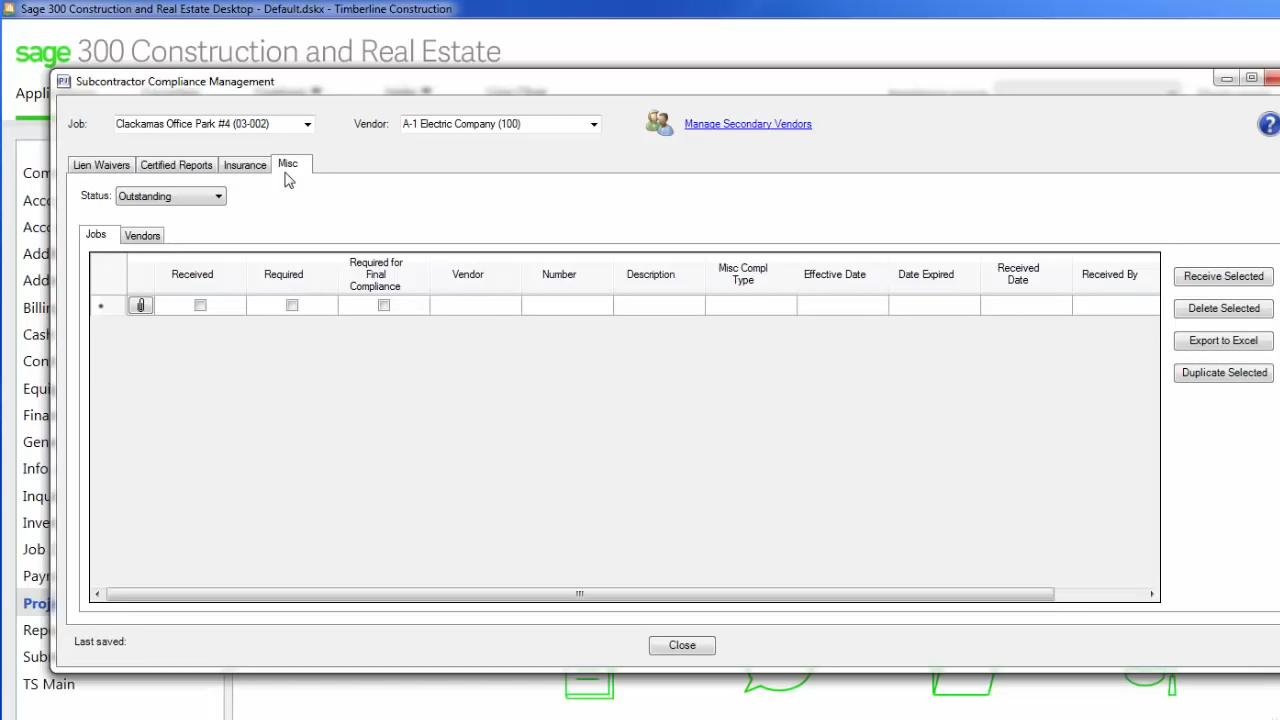 Sage 300 Construction and Real Estate Desktop - Default.dskx - Timberline Construction
sage 300 Construction and Real Estate
Subcontractor Compliance Management
Appli
Job: Clackamas Office Park #4 (03-002) Vendor: A-1 Electric Company (100) Manage Secondary Vendors
Lien Waivers Certified Reports Insurance Misc
Status: Outstanding
Jobs Vendors
Received Required Required for Final Compliance Vendor Number Description Misc Compl Type Effective Date Date Expired Received Date Received By
Receive Selected
Delete Selected
Export to Excel
Duplicate Selected
Com
Acco
Acco
Add
Add
Billin
Cash
Con
Equi
Fina
Gen
Info
Inqu
Inve
Job
Payr
Proj
Rep
Sub
TS Main
Last saved:
Close